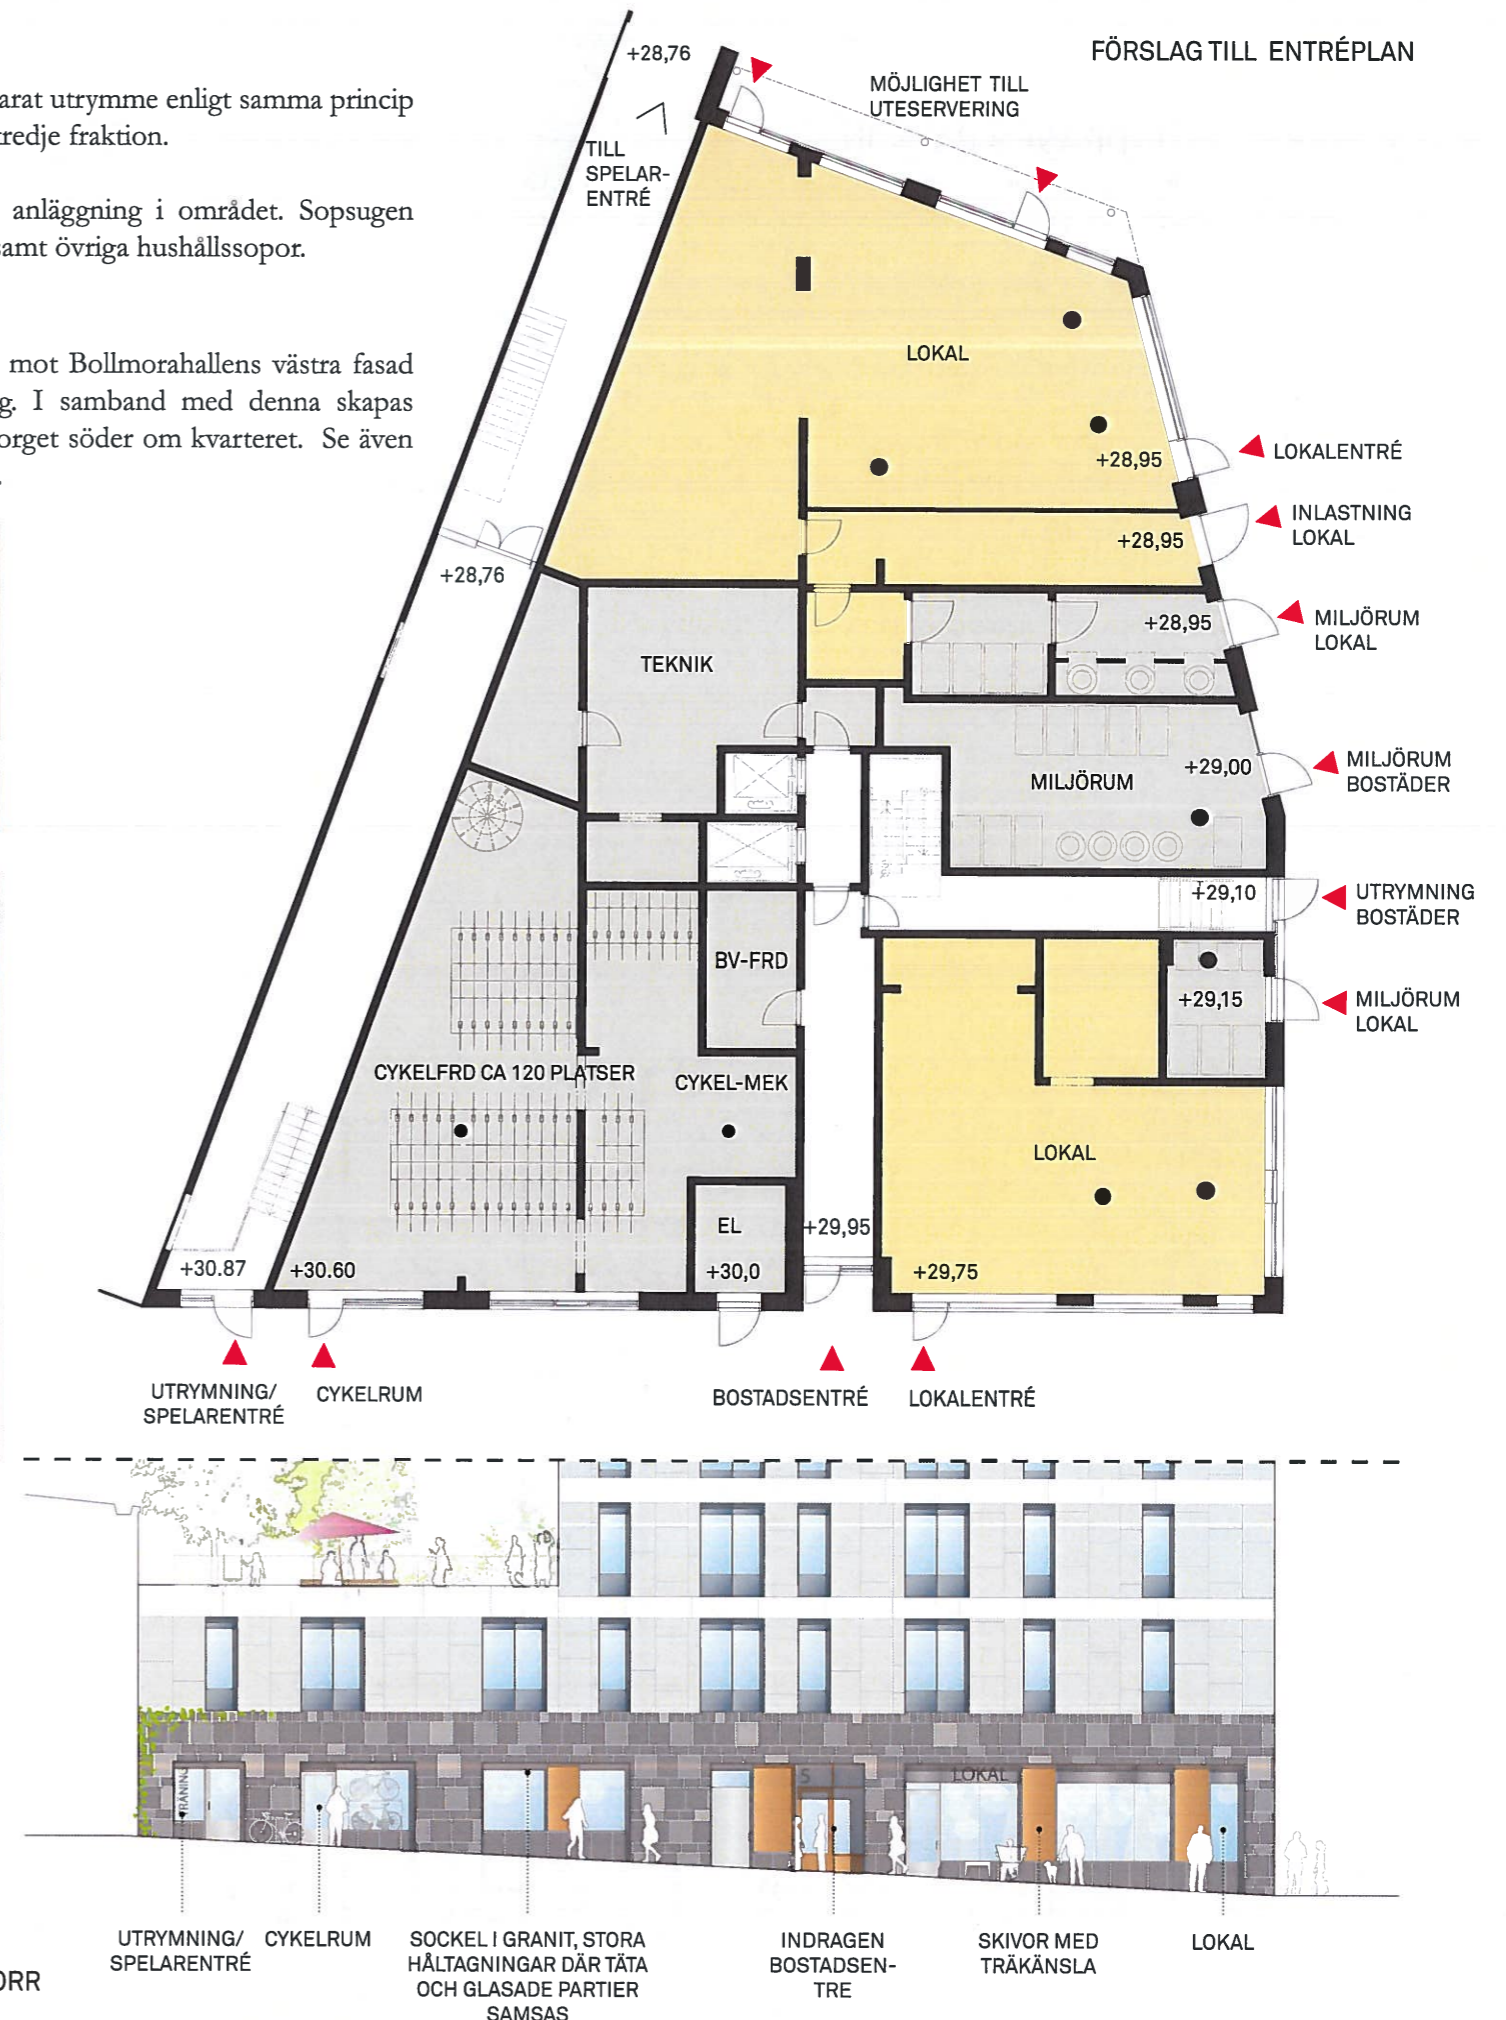 FÖRSLAG TILL ENTRÉPLAN
arat utrymme enligt samma princip
redje fraktion.
anläggning i området. Sopsugen
samt övriga hushållssopor.
mot Bollmorahallens västra fasad
g. I samband med denna skapas
orget söder om kvarteret. Se även
.
+28,76
MÖJLIGHET TILL
UTESERVERING
TILL
SPELAR-
ENTRÉ
LOKAL
+28,95
LOKALENTRÉ
INLASTNING
LOKAL
+28,95
+28,76
+28,95
MILJÖRUM
LOKAL
TEKNIK
MILJÖRUM
+29,00
MILJÖRUM
BOSTÄDER
+29,10
UTRYMNING
BOSTÄDER
BV-FRD
+29,15
MILJÖRUM
LOKAL
CYKELFRD CA 120 PLATSER
CYKEL-MEK
LOKAL
EL
+29,95
+30.87
+30.60
+30,0
+29,75
UTRYMNING/
SPELARENTRÉ
CYKELRUM
BOSTADSENTRÉ
LOKALENTRÉ
TRÄNING
5
LOKAL
UTRYMNING/
SPELARENTRÉ
CYKELRUM
SOCKEL I GRANIT, STORA
HÅLTAGNINGAR DÄR TÄTA
OCH GLASADE PARTIER
SAMSAS
INDRAGEN
BOSTADSEN-
TRE
SKIVOR MED
TRÄKÄNSLA
LOKAL
ORR